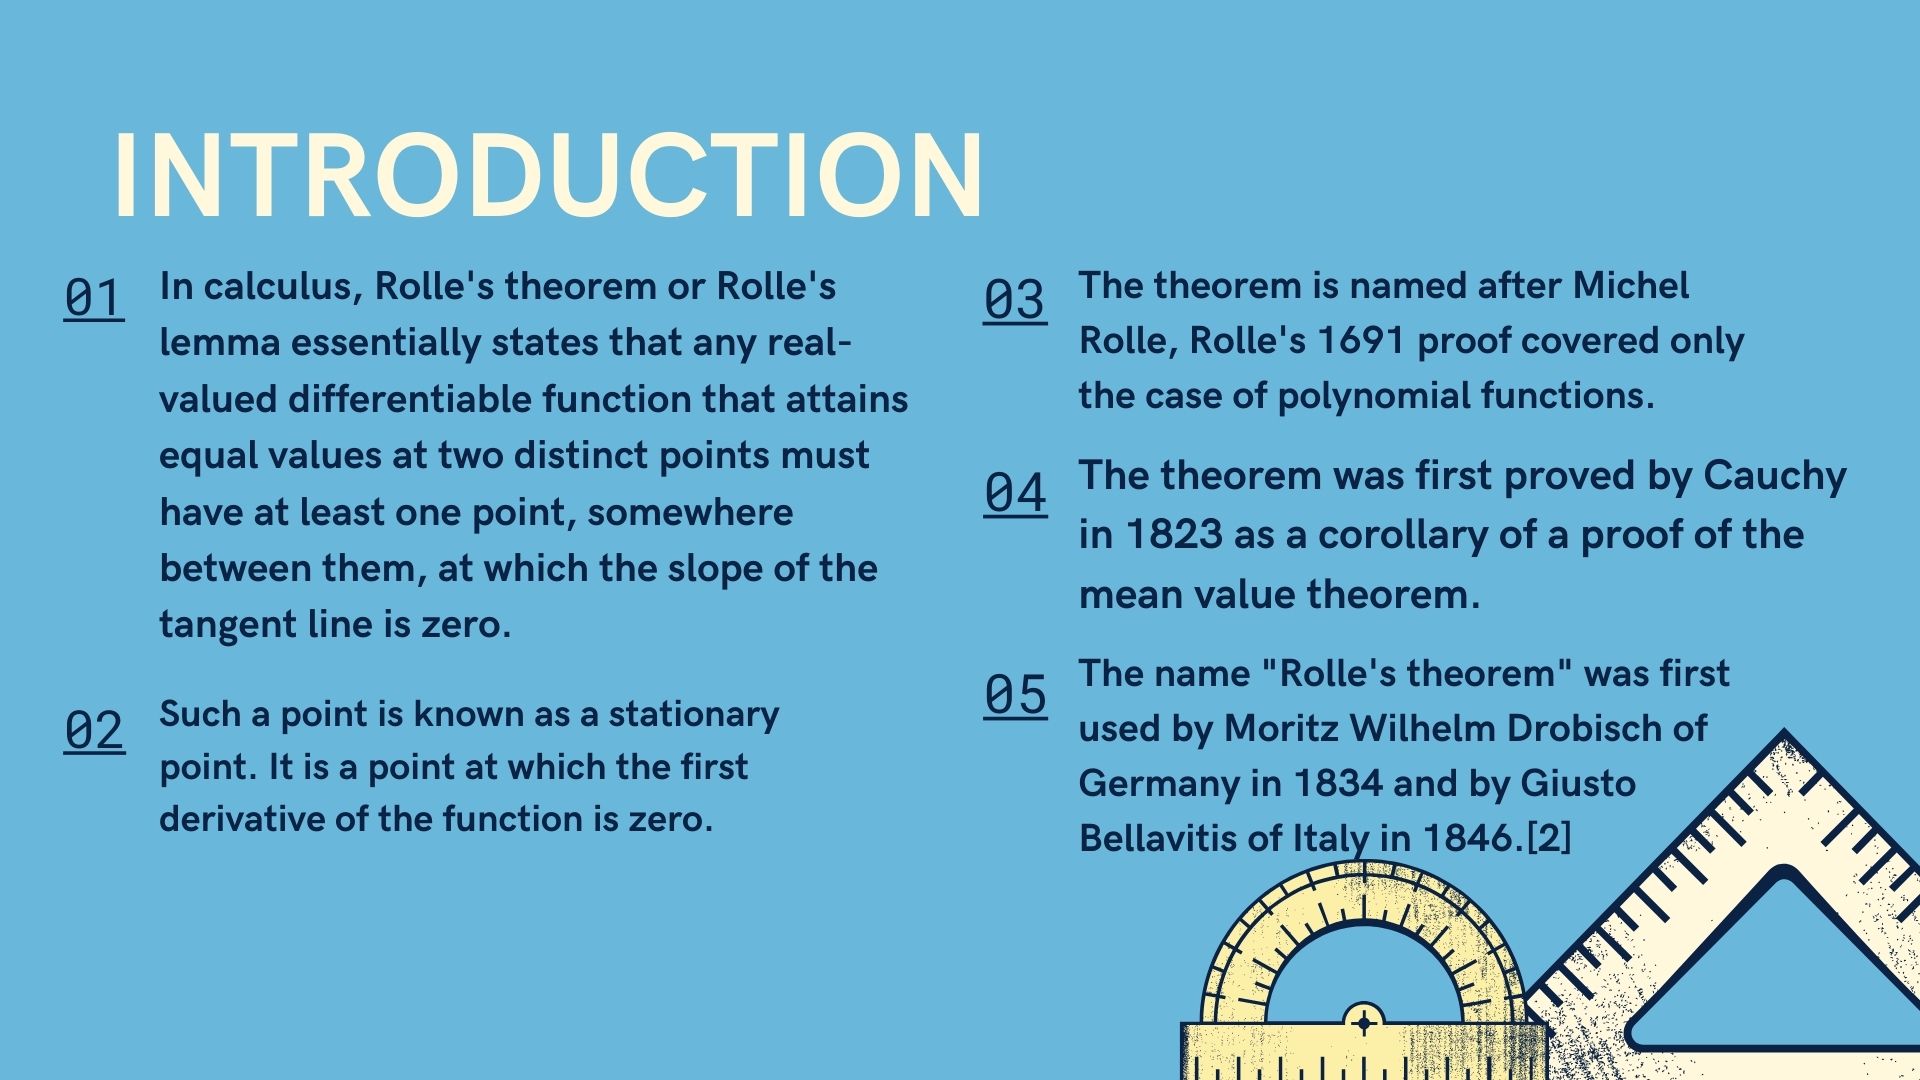 INTRODUCTION
01
In calculus, Rolle's theorem or Rolle's
lemma essentially states that any real-
valued differentiable function that attains
equal values at two distinct points must
have at least one point, somewhere
between them, at which the slope of the
tangent line is zero.
02
Such a point is known as a stationary
point. It is a point at which the first
derivative of the function is zero.
03
The theorem is named after Michel
Rolle, Rolle's 1691 proof covered only
the case of polynomial functions.
04
The theorem was first proved by Cauchy
in 1823 as a corollary of a proof of the
mean value theorem.
05
The name "Rolle's theorem" was first
used by Moritz Wilhelm Drobisch of
Germany in 1834 and by Giusto
Bellavitis of Italy in 1846.[2]